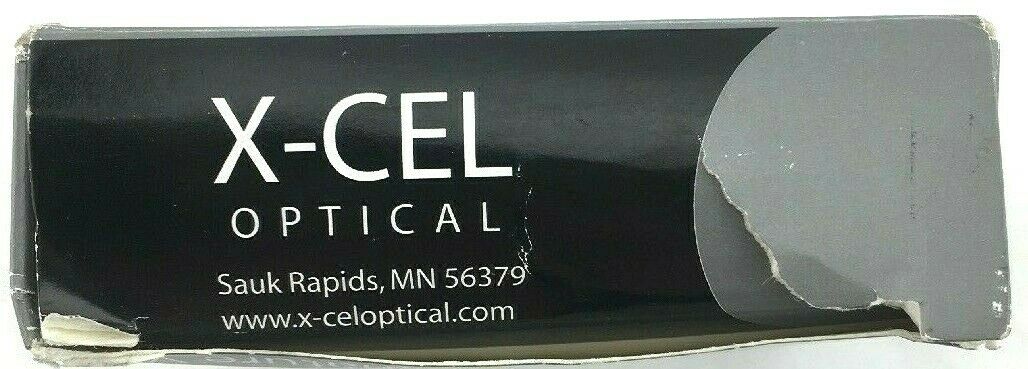 X-CEL
OPTICAL
Sauk Rapids, MN 56379
www.x-celoptical.com